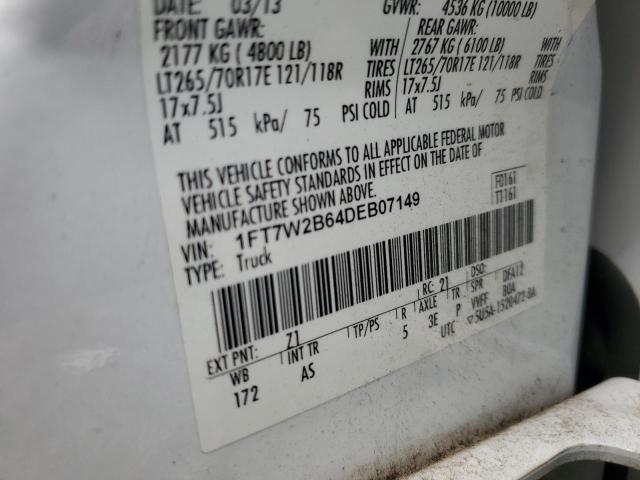 DATE: 03/13 GVWR: 4536 KG (10000 LB)
FRONT GAWR: REAR GAWR:
2177 KG ( 4800 LB) WITH 2767 KG ( 6100 LB) WITH
LT265/70R17E 121/118R TIRES LT265/70R17E 121/118R TIRES
17x7.5J RIMS 17x7.5J RIMS
AT 515 kPa/ 75 PSI COLD AT 515 kPa/ 75 PSI COLD
THIS VEHICLE CONFORMS TO ALL APPLICABLE FEDERAL MOTOR
VEHICLE SAFETY STANDARDS IN EFFECT ON THE DATE OF
MANUFACTURE SHOWN ABOVE.
VIN: 1FT7W2B64DEB07149 F0161
TYPE: Truck T1161
EXT PNT: Z1 RC: 21 DSO:
WB INT TR TP/PS R AXLE TR SPR DFA12
172 AS 5 3E P VVFF BOA
UTC 5U5A-1520472-BA